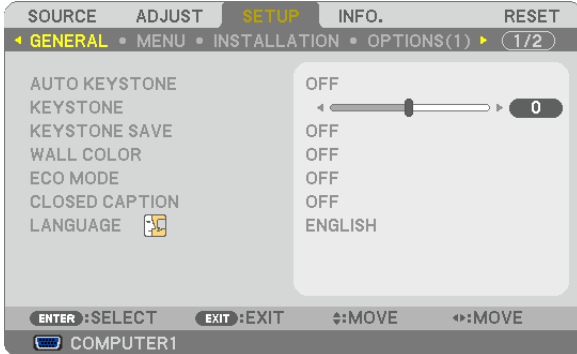 SOURCE ADJUST SETUP INFO. RESET
GENERAL • MENU • INSTALLATION • OPTIONS(1) 1/2
AUTO KEYSTONE OFF
KEYSTONE 0
KEYSTONE SAVE OFF
WALL COLOR OFF
ECO MODE OFF
CLOSED CAPTION OFF
LANGUAGE ENGLISH
ENTER :SELECT EXIT :EXIT :MOVE :MOVE
COMPUTER1